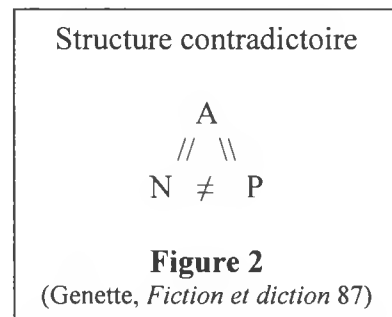 Structure contradictoire
A
// \\
N ≠ P
Figure 2
(Genette, Fiction et diction 87)